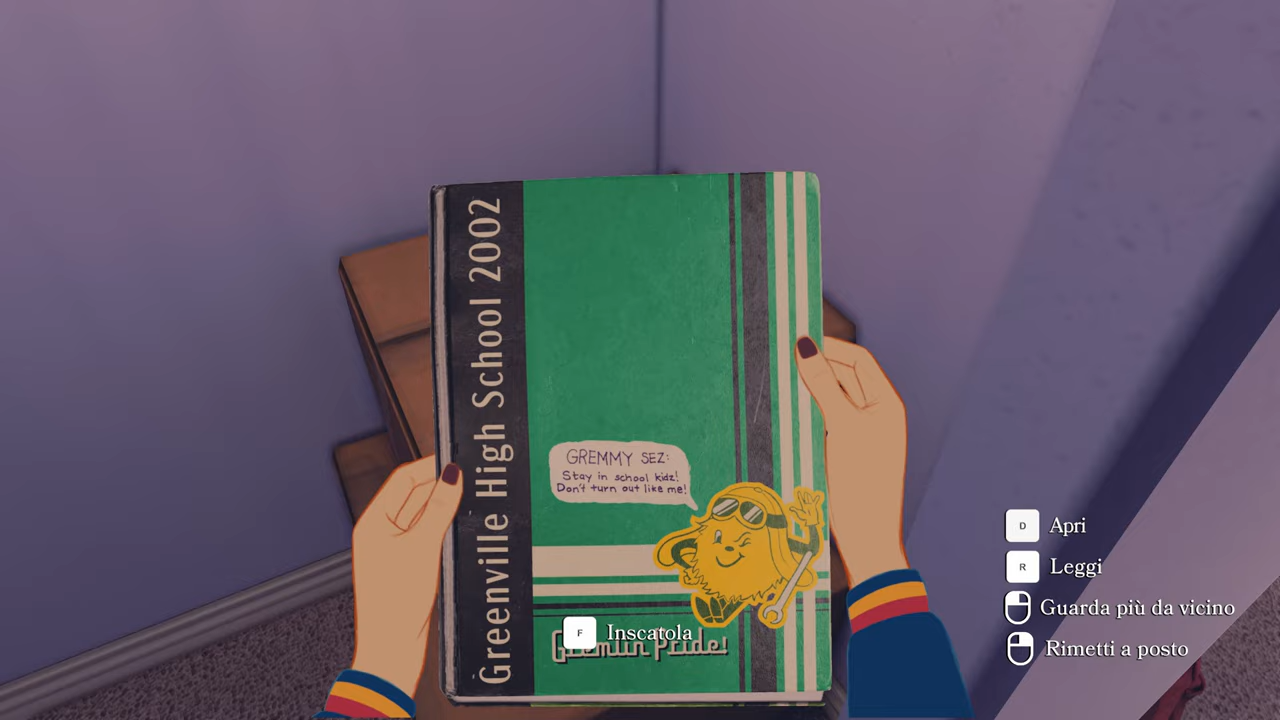 Greenville High School 2002
GREMMY SEZ:
Stay in school kidz!
Don't turn out like me!
Gremlin Pride!
F Inscatola
D Apri
R Leggi
Guarda più da vicino
Rimetti a posto